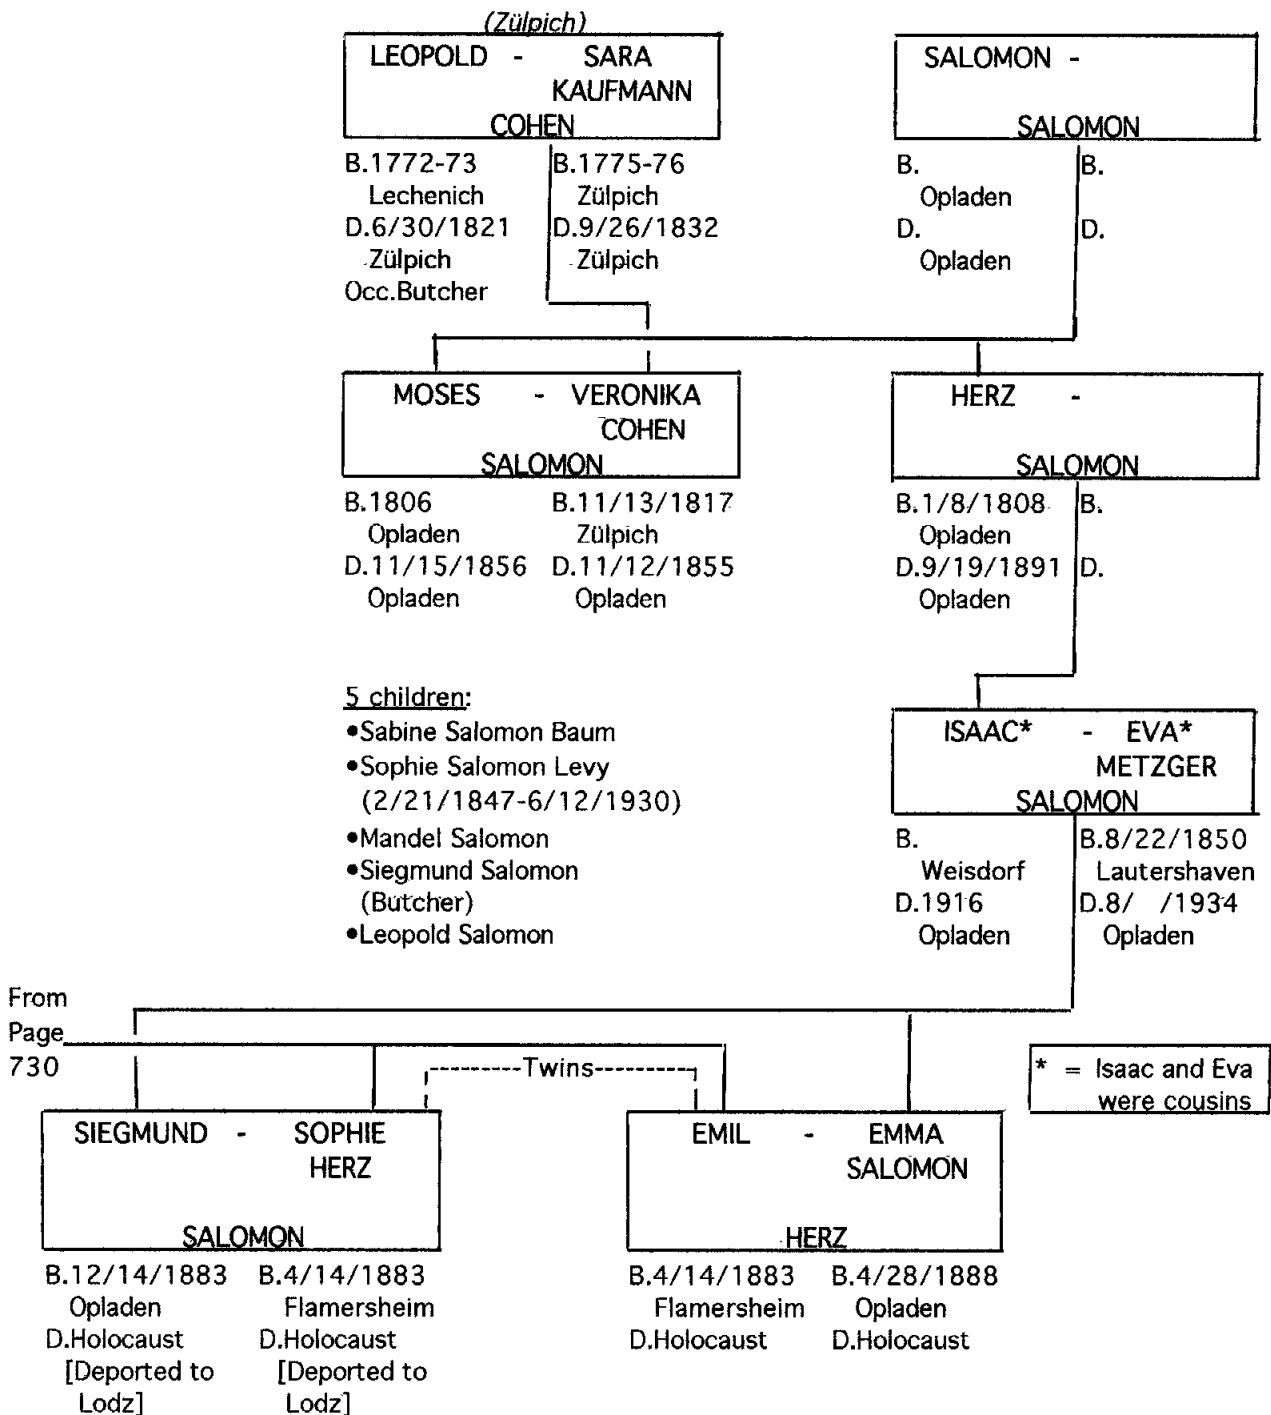 (Zülpich)
LEOPOLD - SARA
KAUFMANN
COHEN
B.1772-73 B.1775-76
Lechenich Zülpich
D.6/30/1821 D.9/26/1832
Zülpich Zülpich
Occ.Butcher
SALOMON -
SALOMON
B. B.
Opladen
D. D.
Opladen
MOSES - VERONIKA
COHEN
SALOMON
B.1806 B.11/13/1817
Opladen Zülpich
D.11/15/1856 D.11/12/1855
Opladen Opladen
HERZ -
SALOMON
B.1/8/1808 B.
Opladen
D.9/19/1891 D.
Opladen
5 children:
•Sabine Salomon Baum
•Sophie Salomon Levy
(2/21/1847-6/12/1930)
•Mandel Salomon
•Siegmund Salomon
(Butcher)
•Leopold Salomon
ISAAC* - EVA*
METZGER
SALOMON
B. B.8/22/1850
Weisdorf Lautershaven
D.1916 D.8/ /1934
Opladen Opladen
From
Page
730
--------Twins--------
* = Isaac and Eva
were cousins
SIEGMUND - SOPHIE
HERZ
SALOMON
B.12/14/1883 B.4/14/1883
Opladen Flamersheim
D.Holocaust D.Holocaust
[Deported to [Deported to
Lodz] Lodz]
EMIL - EMMA
SALOMON
HERZ
B.4/14/1883 B.4/28/1888
Flamersheim Opladen
D.Holocaust D.Holocaust